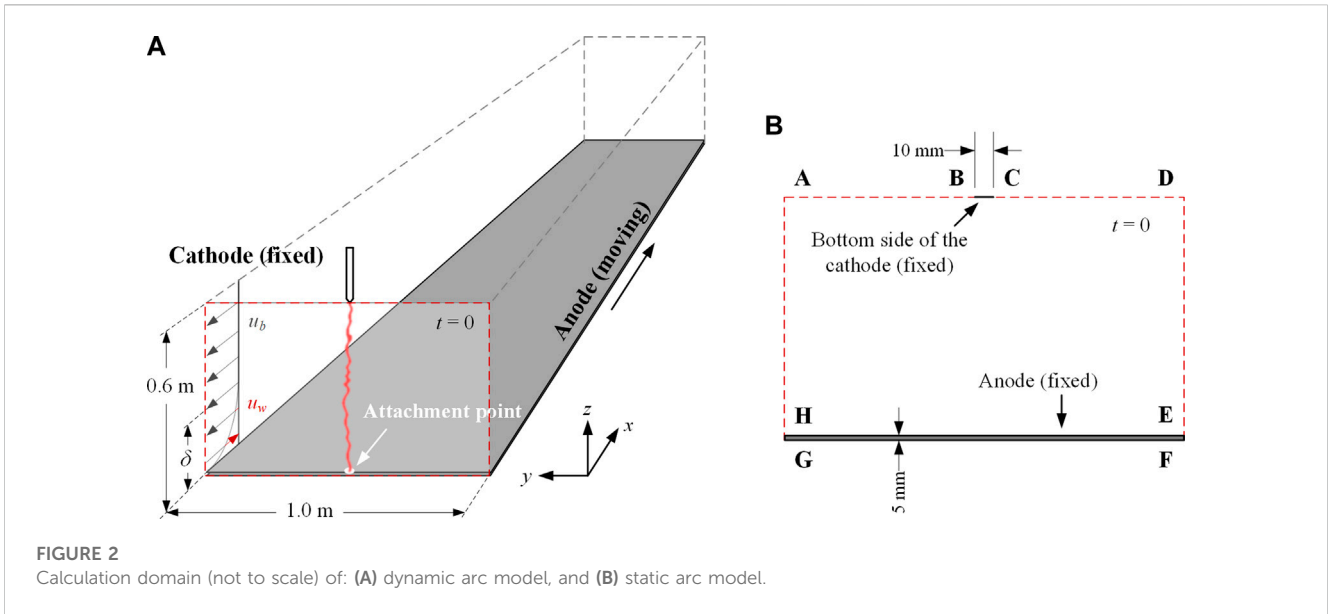 A
Cathode (fixed)
t = 0
Anode (moving)
u_b
0.6 m
u_w
Attachment point
δ
z
x
y
1.0 m
B
10 mm
A B C D
t = 0
Bottom side of the
cathode (fixed)
Anode (fixed)
H E
G F
5 mm
FIGURE 2
Calculation domain (not to scale) of: (A) dynamic arc model, and (B) static arc model.